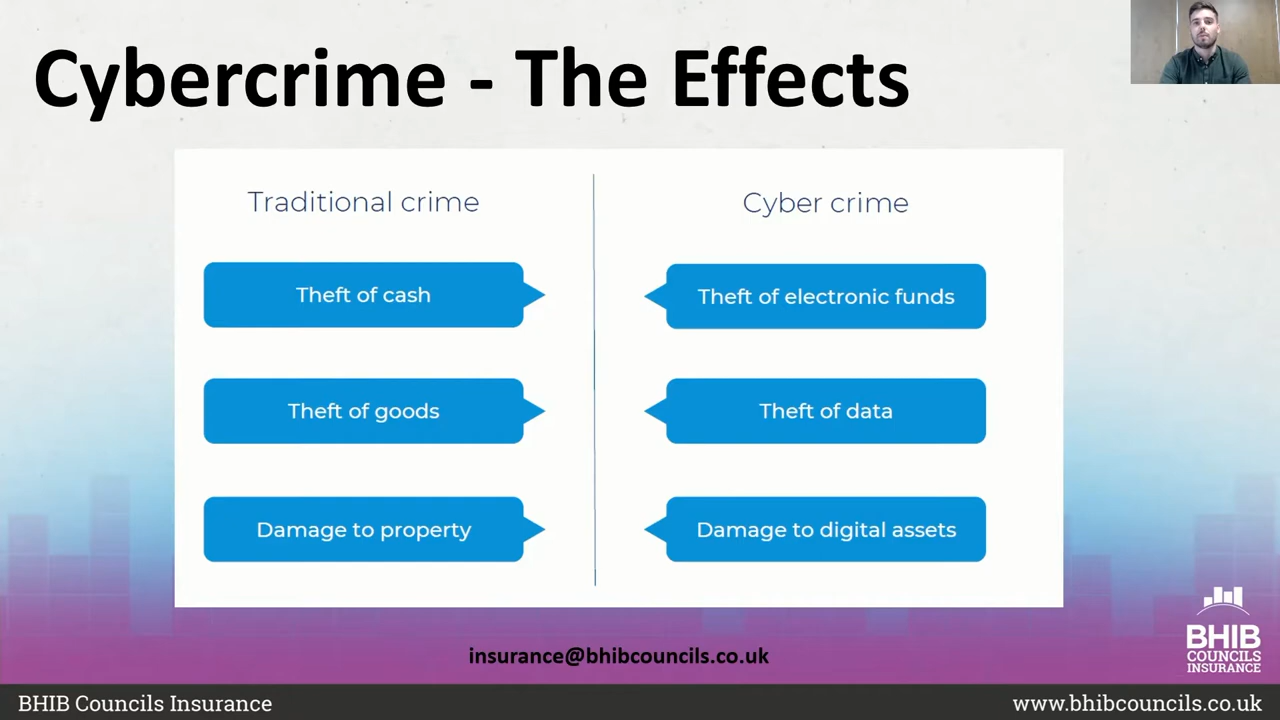 Cybercrime - The Effects
Traditional crime
Cyber crime
Theft of cash
Theft of electronic funds
Theft of goods
Theft of data
Damage to property
Damage to digital assets
insurance@bhibcouncils.co.uk
BHIB
COUNCILS
INSURANCE
BHIB Councils Insurance
www.bhibcouncils.co.uk